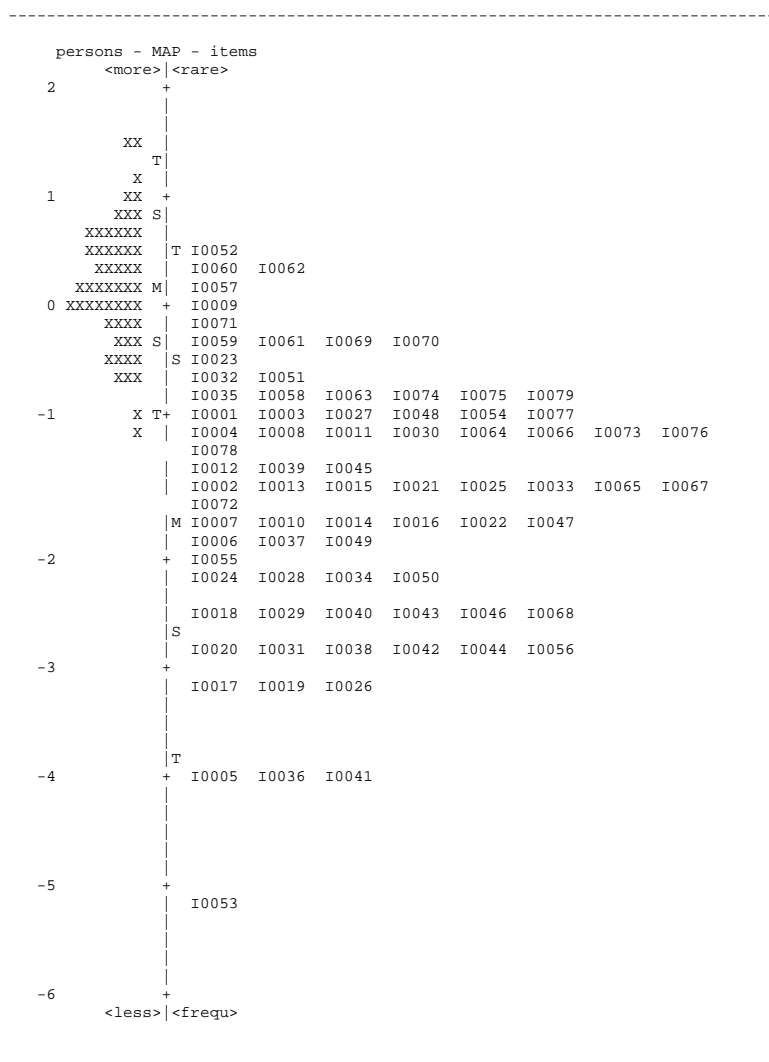 --------------------------------------------------------------------------------
persons - MAP - items
<more>|<rare>
2 +
|
|
XX |
T|
X |
1 XX +
XXX S|
XXXXXX |
XXXXXX |T I0052
XXXXX | I0060 I0062
XXXXXXX M| I0057
0 XXXXXXXX + I0009
XXXX | I0071
XXX S| I0059 I0061 I0069 I0070
XXXX |S I0023
XXX | I0032 I0051
| I0035 I0058 I0063 I0074 I0075 I0079
-1 X T+ I0001 I0003 I0027 I0048 I0054 I0077
X | I0004 I0008 I0011 I0030 I0064 I0066 I0073 I0076
I0078
| I0012 I0039 I0045
| I0002 I0013 I0015 I0021 I0025 I0033 I0065 I0067
I0072
|M I0007 I0010 I0014 I0016 I0022 I0047
| I0006 I0037 I0049
-2 + I0055
| I0024 I0028 I0034 I0050
|
| I0018 I0029 I0040 I0043 I0046 I0068
|S
| I0020 I0031 I0038 I0042 I0044 I0056
-3 +
| I0017 I0019 I0026
|
|
|
|T
-4 + I0005 I0036 I0041
|
|
|
|
|
-5 +
| I0053
|
|
|
|
-6 +
<less>|<frequ>